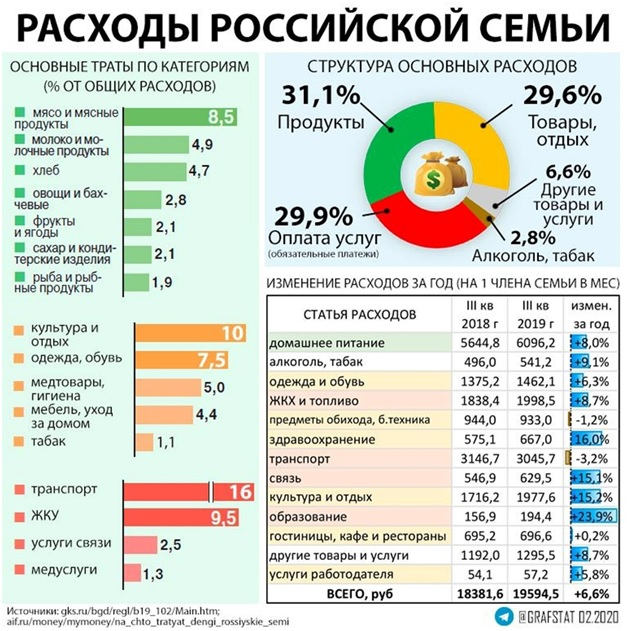 РАСХОДЫ РОССИЙСКОЙ СЕМЬИ
ОСНОВНЫЕ ТРАТЫ ПО КАТЕГОРИЯМ
(% ОТ ОБЩИХ РАСХОДОВ)
мясо и мясные
продукты
8,5
молоко и мо-
лочные продукты
4,9
хлеб
4,7
овощи и бах-
чевые
2,8
фрукты
и ягоды
2,1
сахар и конди-
терские изделия
2,1
рыба и рыб-
ные продукты
1,9
культура и
отдых
10
одежда, обувь
7,5
медтовары,
гигиена
5,0
мебель, уход
за домом
4,4
табак
1,1
транспорт
16
ЖКУ
9,5
услуги связи
2,5
медуслуги
1,3
СТРУКТУРА ОСНОВНЫХ РАСХОДОВ
31,1%
Продукты
29,6%
Товары,
отдых
6,6%
Другие
товары и
услуги
2,8%
Алкоголь, табак
29,9%
Оплата услуг
(обязательные платежи)
$
ИЗМЕНЕНИЕ РАСХОДОВ ЗА ГОД (НА 1 ЧЛЕНА СЕМЬИ В МЕС)
СТАТЬЯ РАСХОДОВ III кв 2018 г III кв 2019 г измен. за год
домашнее питание 5644,8 6096,2 +8,0%
алкоголь, табак 496,0 541,2 +9,1%
одежда и обувь 1375,2 1462,1 +6,3%
ЖКХ и топливо 1838,4 1998,5 +8,7%
предметы обихода, б.техника 944,0 933,0 -1,2%
здравоохранение 575,1 667,0 16,0%
транспорт 3146,7 3045,7 -3,2%
связь 546,9 629,5 +15,1%
культура и отдых 1716,2 1977,6 +15,2%
образование 156,9 194,4 +23,9%
гостиницы, кафе и рестораны 695,2 696,6 +0,2%
другие товары и услуги 1192,0 1295,5 +8,7%
услуги работодателя 54,1 57,2 +5,8%
ВСЕГО, руб 18381,6 19594,5 +6,6%
Источники: gks.ru/bgd/regl/b19_102/Main.htm;
aif.ru/money/mymoney/na_chto_tratyat_dengi_rossiyskie_semi
@GRAFSTAT 02.2020